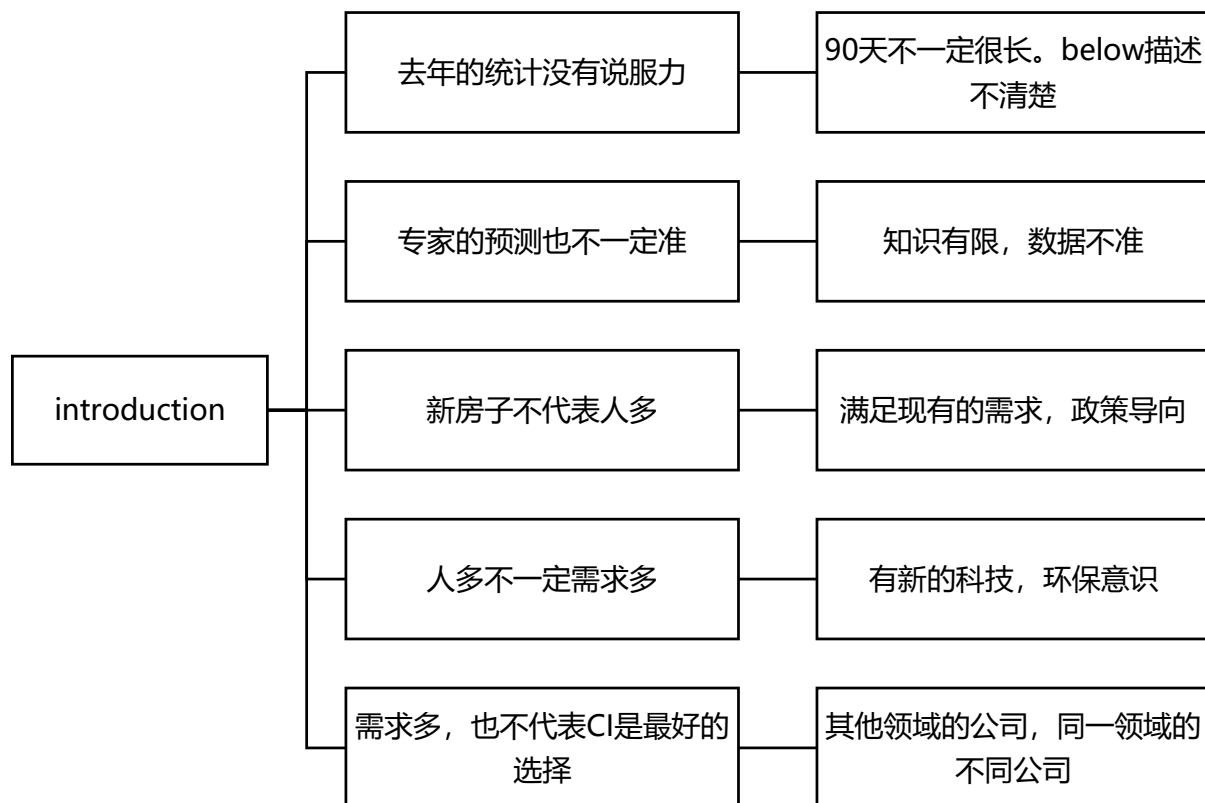 introduction
去年的统计没有说服力
90天不一定很长。below描述
不清楚
专家的预测也不一定准
知识有限，数据不准
新房子不代表人多
满足现有的需求，政策导向
人多不一定需求多
有新的科技，环保意识
需求多，也不代表CI是最好的
选择
其他领域的公司，同一领域的
不同公司